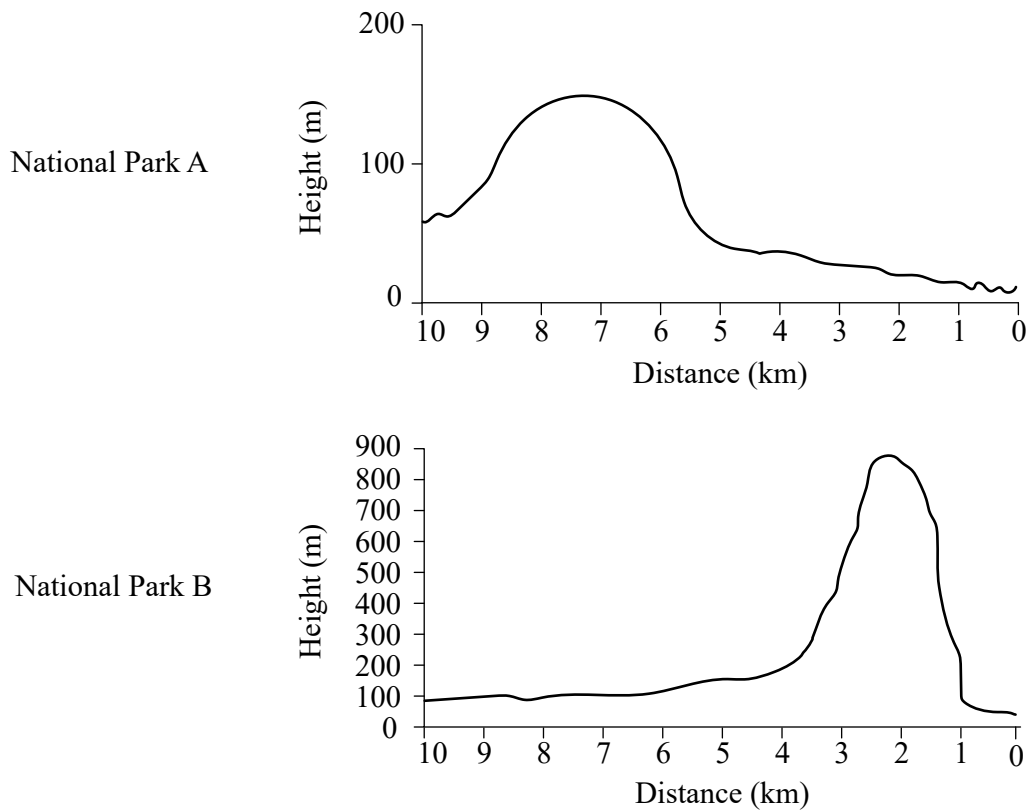 200
National Park A
Height (m)
100
0
10 9 8 7 6 5 4 3 2 1 0
Distance (km)
900
800
700
600
National Park B
Height (m)
500
400
300
200
100
0
10 9 8 7 6 5 4 3 2 1 0
Distance (km)